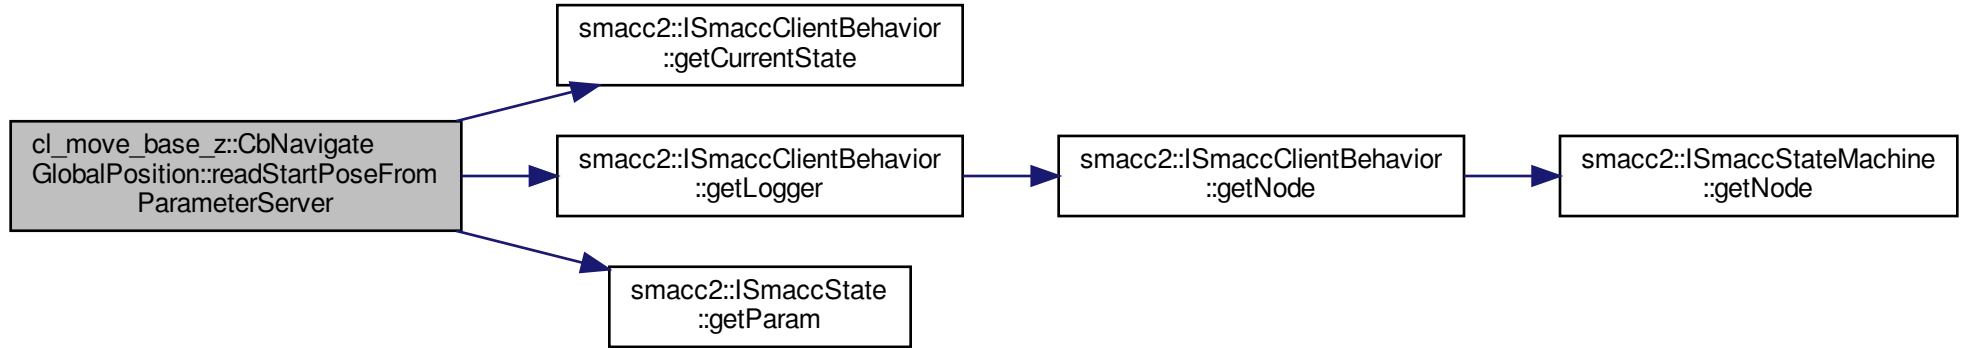 smacc2::ISmaccClientBehavior
::getCurrentState
cl_move_base_z::CbNavigate
GlobalPosition::readStartPoseFrom
ParameterServer
smacc2::ISmaccClientBehavior
::getLogger
smacc2::ISmaccClientBehavior
::getNode
smacc2::ISmaccStateMachine
::getNode
smacc2::ISmaccState
::getParam